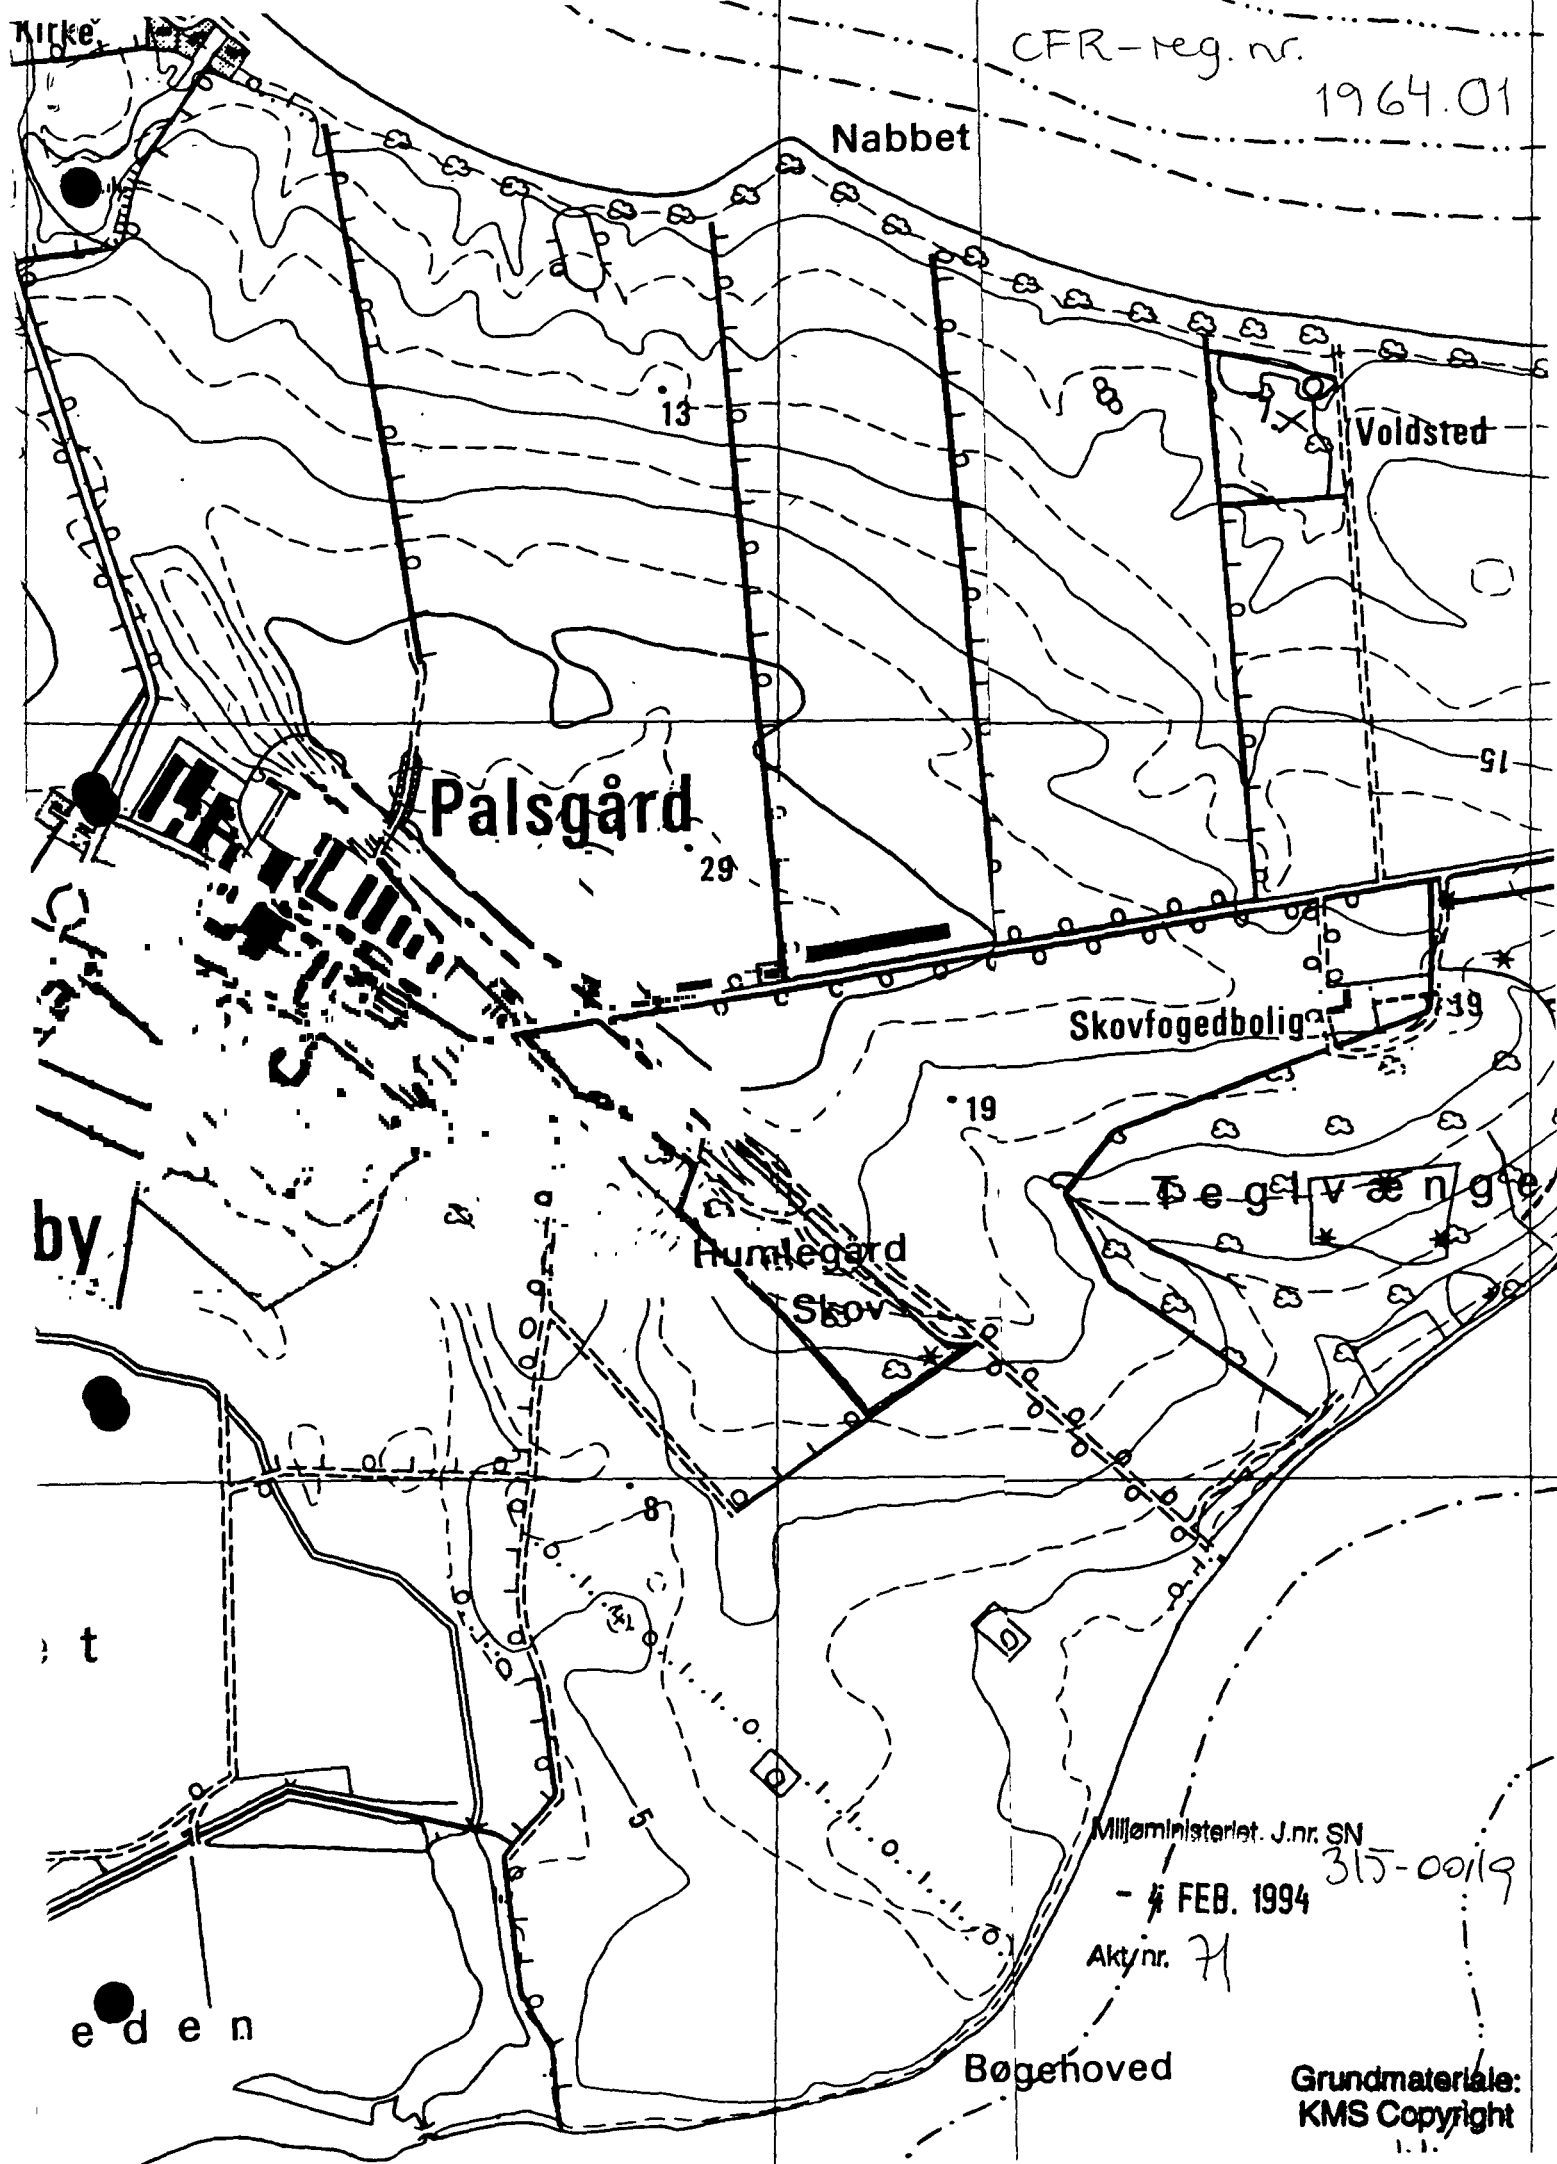 Kirke
CFR-reg. nr.
1964.01
Nabbet
13
Voldsted
15
Palsgård
29
Skovfogedbolig
19
19
Teglvænge
by
Humlegård
Skov
8
t
5
Miljøministeriet. J.nr. SN
315-00119
- 4 FEB. 1994
Akt nr. 71
eden
Bøgehoved
Grundmateriale:
KMS Copyright